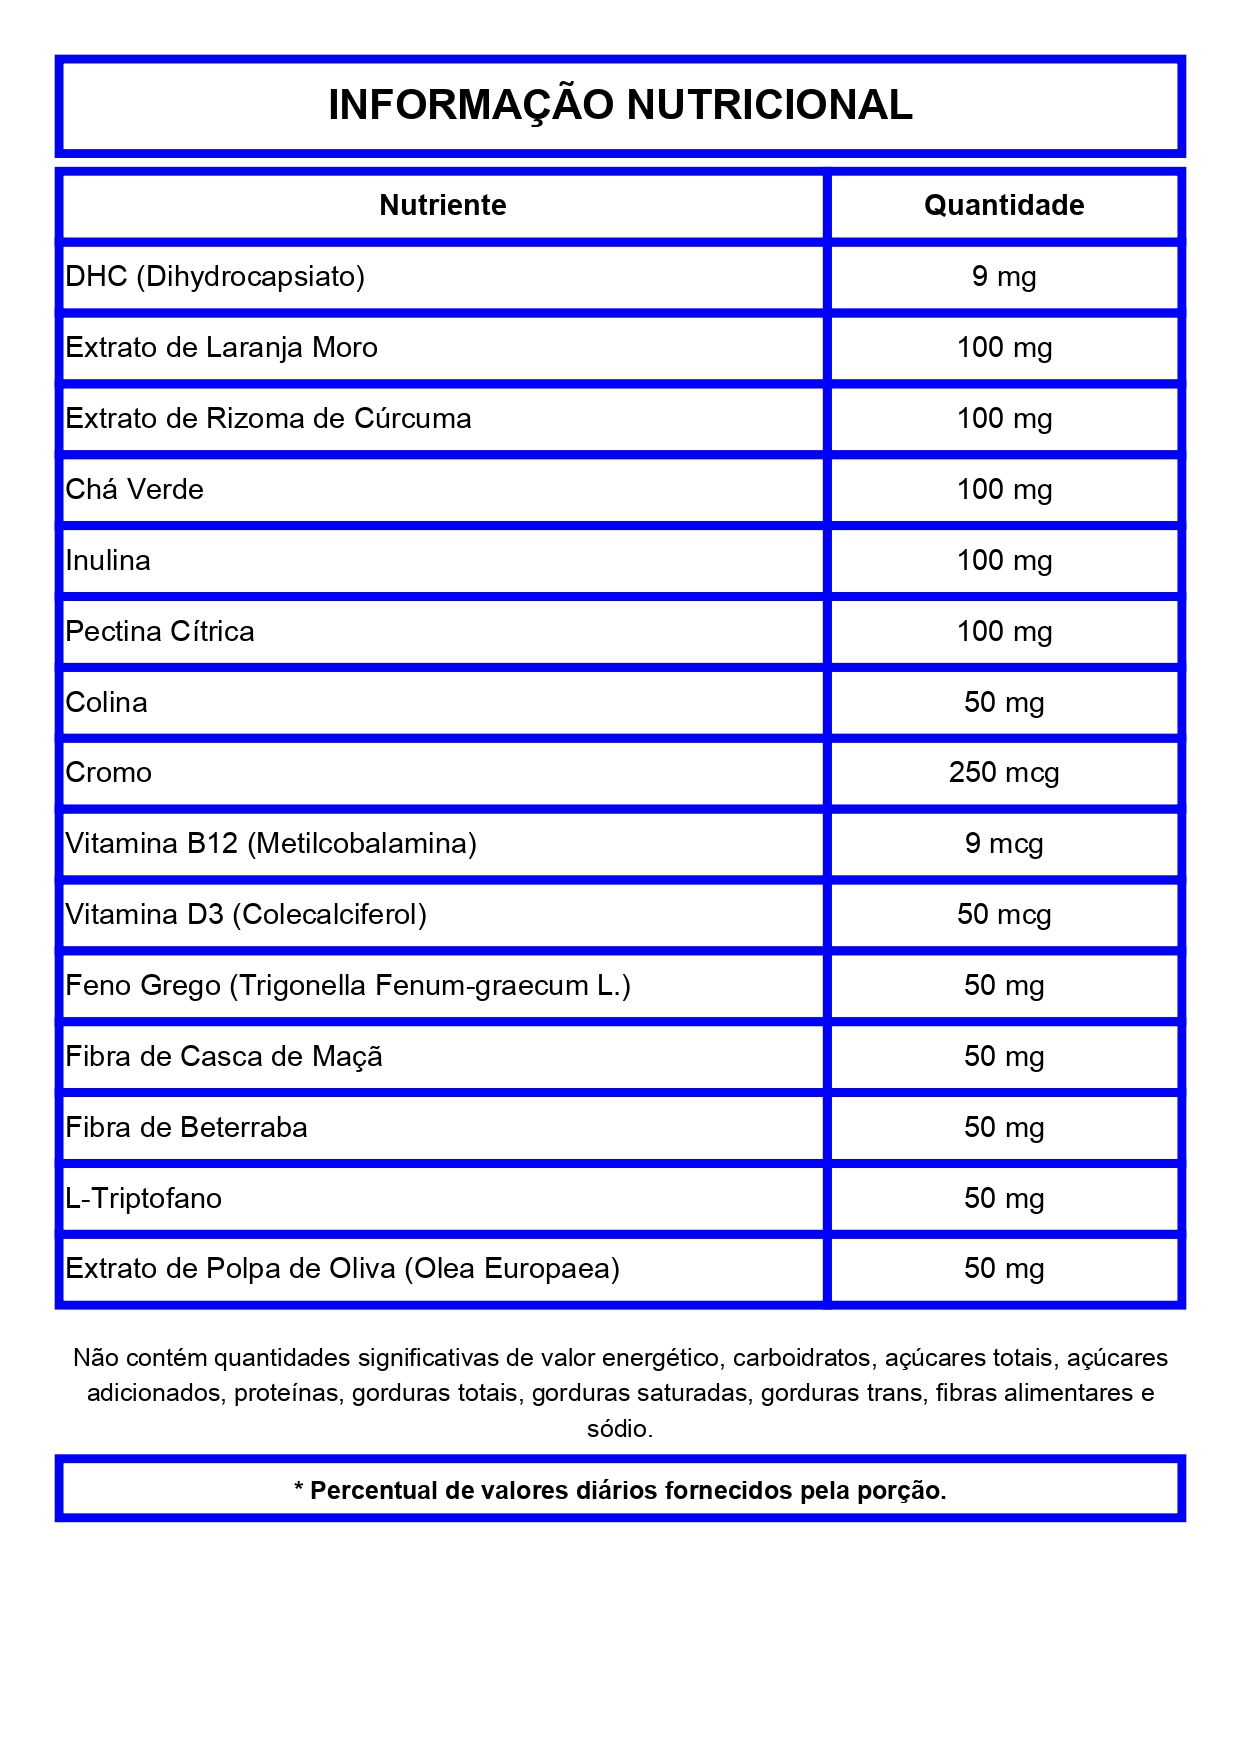 INFORMAÇÃO NUTRICIONAL
Nutriente Quantidade
DHC (Dihydrocapsiato) 9 mg
Extrato de Laranja Moro 100 mg
Extrato de Rizoma de Cúrcuma 100 mg
Chá Verde 100 mg
Inulina 100 mg
Pectina Cítrica 100 mg
Colina 50 mg
Cromo 250 mcg
Vitamina B12 (Metilcobalamina) 9 mcg
Vitamina D3 (Colecalciferol) 50 mcg
Feno Grego (Trigonella Fenum-graecum L.) 50 mg
Fibra de Casca de Maçã 50 mg
Fibra de Beterraba 50 mg
L-Triptofano 50 mg
Extrato de Polpa de Oliva (Olea Europaea) 50 mg
Não contém quantidades significativas de valor energético, carboidratos, açúcares totais, açúcares
adicionados, proteínas, gorduras totais, gorduras saturadas, gorduras trans, fibras alimentares e
sódio.
* Percentual de valores diários fornecidos pela porção.